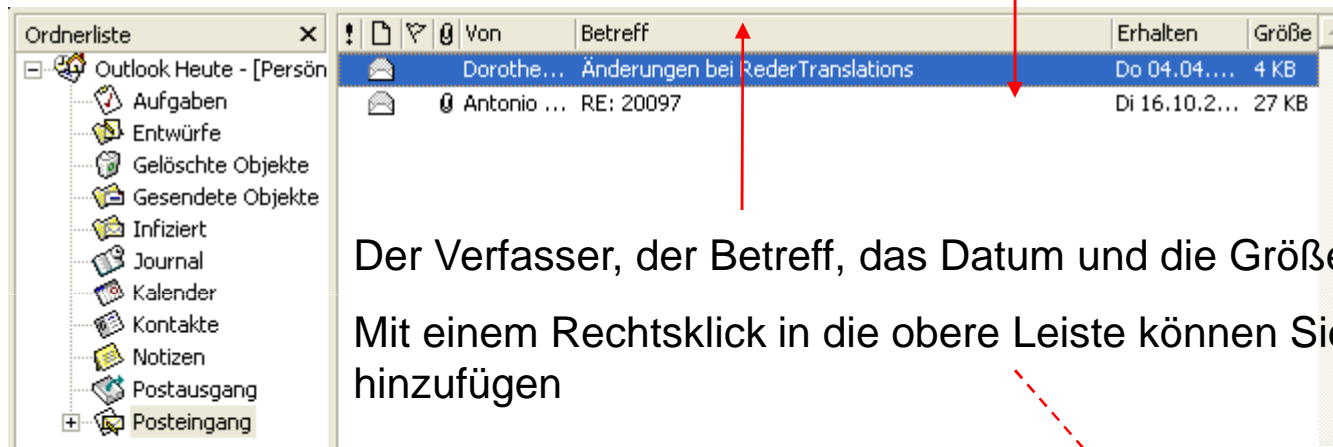 Ordnerliste
Outlook Heute - [Persön
Aufgaben
Entwürfe
Gelöschte Objekte
Gesendete Objekte
Infiziert
Journal
Kalender
Kontakte
Notizen
Postausgang
Posteingang
Von Betreff Erhalten Größe
Dorothe... Änderungen bei RederTranslations Do 04.04.... 4 KB
Antonio ... RE: 20097 Di 16.10.2... 27 KB
Der Verfasser, der Betreff, das Datum und die Größe
Mit einem Rechtsklick in die obere Leiste können Sie
hinzufügen